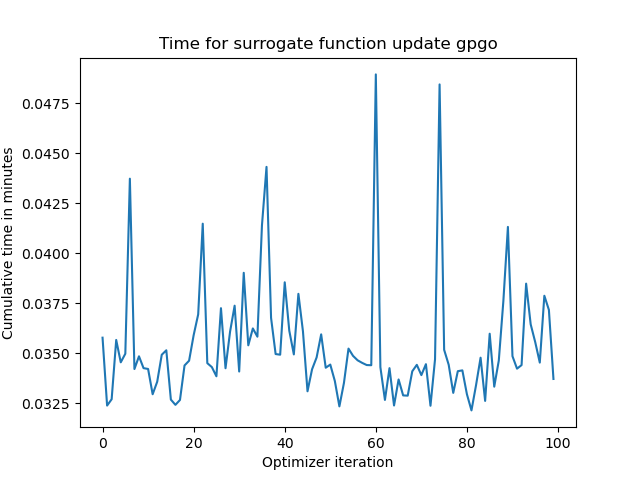 Time for surrogate function update gpgo
Cumulative time in minutes
0.0475
0.0450
0.0425
0.0400
0.0375
0.0350
0.0325
0 20 40 60 80 100
Optimizer iteration